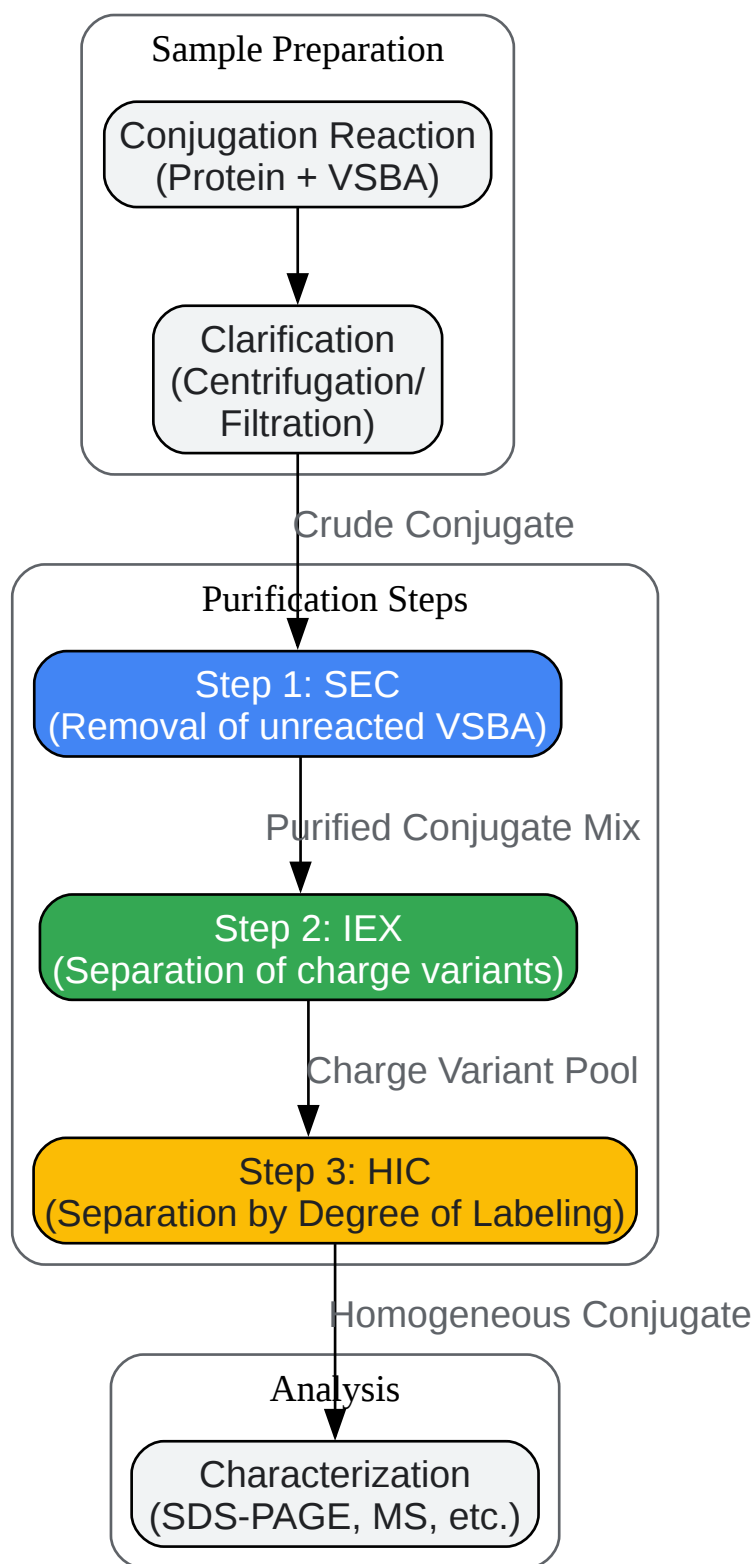 Sample Preparation
Conjugation Reaction
(Protein + VSBA)
Clarification
(Centrifugation/
Filtration)
Crude Conjugate
Purification Steps
Step 1: SEC
(Removal of unreacted VSBA)
Purified Conjugate Mix
Step 2: IEX
(Separation of charge variants)
Charge Variant Pool
Step 3: HIC
(Separation by Degree of Labeling)
Homogeneous Conjugate
Analysis
Characterization
(SDS-PAGE, MS, etc.)